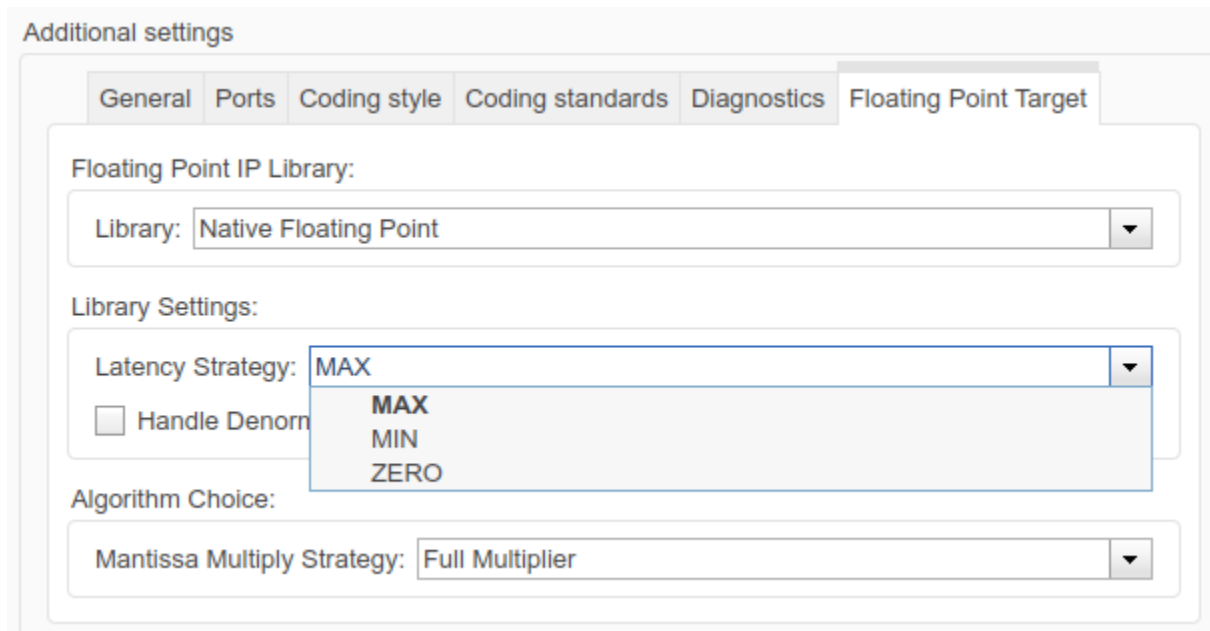 Additional settings
General Ports Coding style Coding standards Diagnostics Floating Point Target
Floating Point IP Library:
Library: Native Floating Point
Library Settings:
Latency Strategy: MAX
MAX
Handle Denorm
MIN
ZERO
Algorithm Choice:
Mantissa Multiply Strategy: Full Multiplier